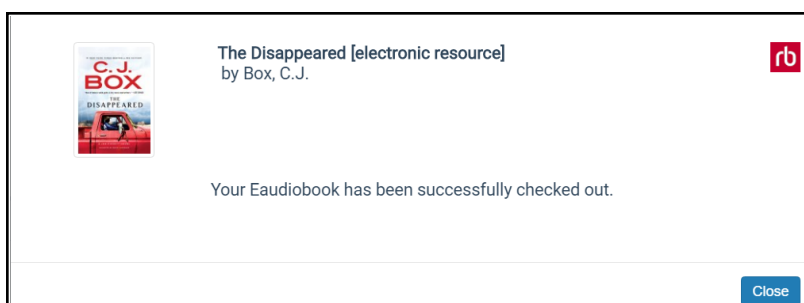 The Disappeared [electronic resource]
by Box, C.J.
rb
C. J.
BOX
THE
DISAPPEARED
Your Eaudiobook has been successfully checked out.
Close